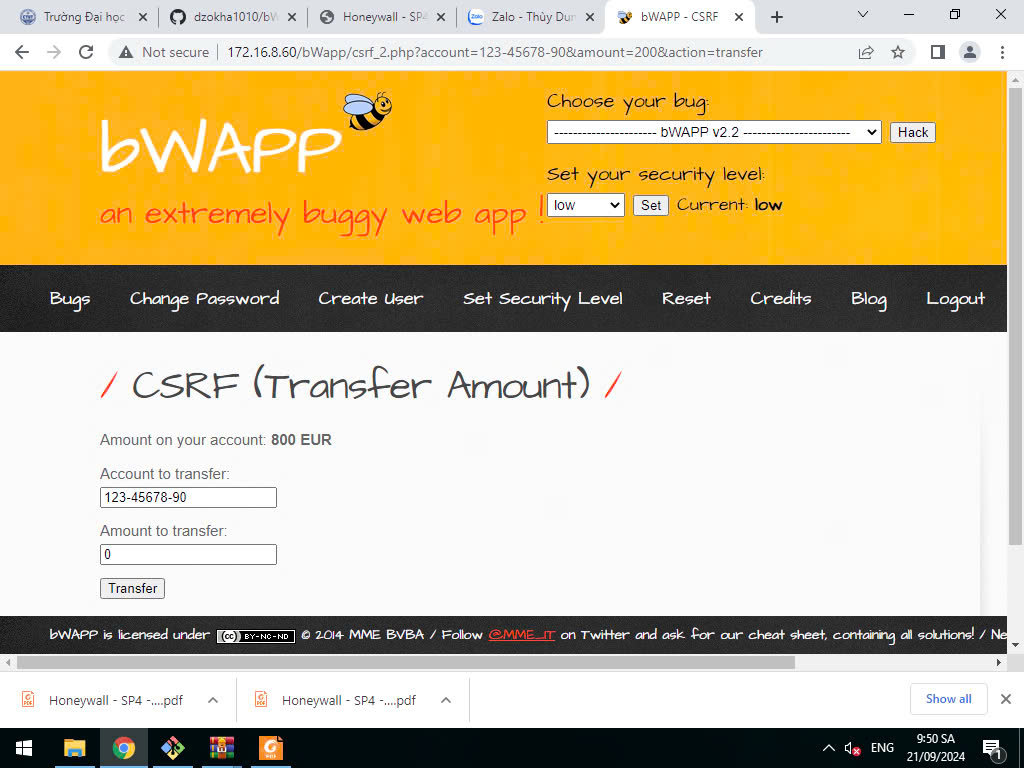 Trường Đại học
dzokha1010/bW
Honeywall - SP4
Zalo - Thùy Dun
bWAPP - CSRF
Not secure
172.16.8.60/bWapp/csrf_2.php?account=123-45678-90&amount=200&action=transfer
bWAPP
an extremely buggy web app !
Choose your bug:
---------------------- bWAPP v2.2 -----------------------
Hack
Set your security level:
low
Set
Current: low
Bugs
Change Password
Create User
Set Security Level
Reset
Credits
Blog
Logout
/ CSRF (Transfer Amount) /
Amount on your account: 800 EUR
Account to transfer:
123-45678-90
Amount to transfer:
0
Transfer
bWAPP is licensed under (cc) BY-NC-ND © 2014 MME BVBA / Follow @MME_IT on Twitter and ask for our cheat sheet, containing all solutions! / Ne
Honeywall - SP4 -....pdf
Honeywall - SP4 -....pdf
Show all
ENG
9:50 SA
21/09/2024
1